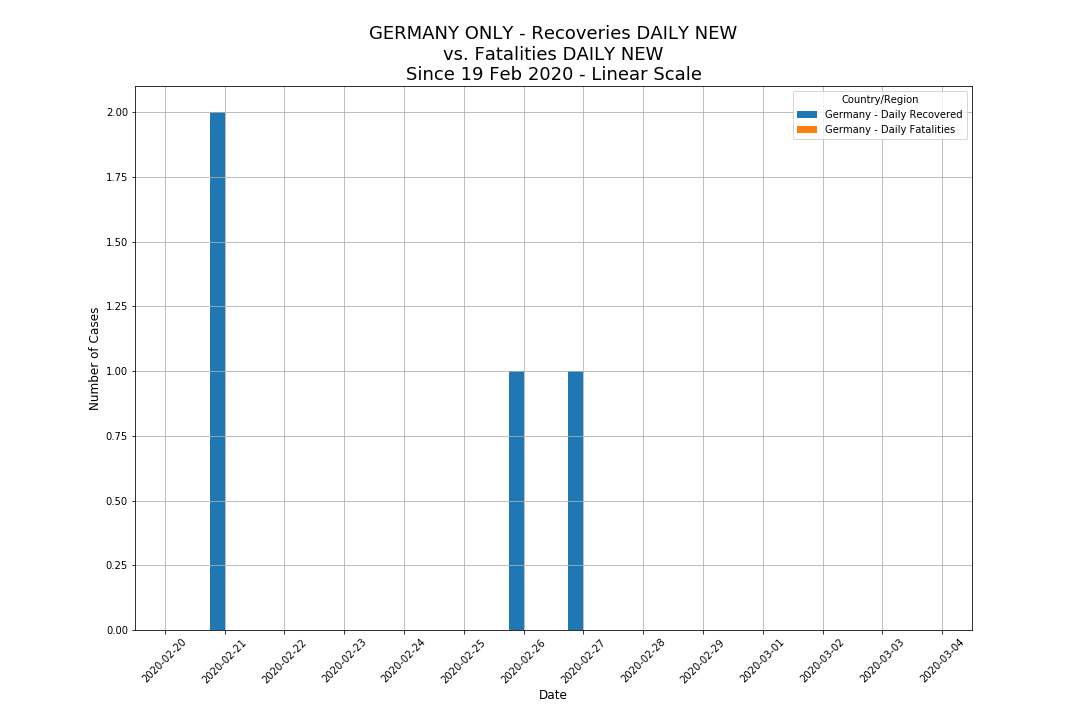 GERMANY ONLY - Recoveries DAILY NEW
vs. Fatalities DAILY NEW
Since 19 Feb 2020 - Linear Scale
Country/Region
Germany - Daily Recovered
Germany - Daily Fatalities
Number of Cases
2.00
1.75
1.50
1.25
1.00
0.75
0.50
0.25
0.00
2020-02-20
2020-02-21
2020-02-22
2020-02-23
2020-02-24
2020-02-25
2020-02-26
2020-02-27
2020-02-28
2020-02-29
2020-03-01
2020-03-02
2020-03-03
2020-03-04
Date